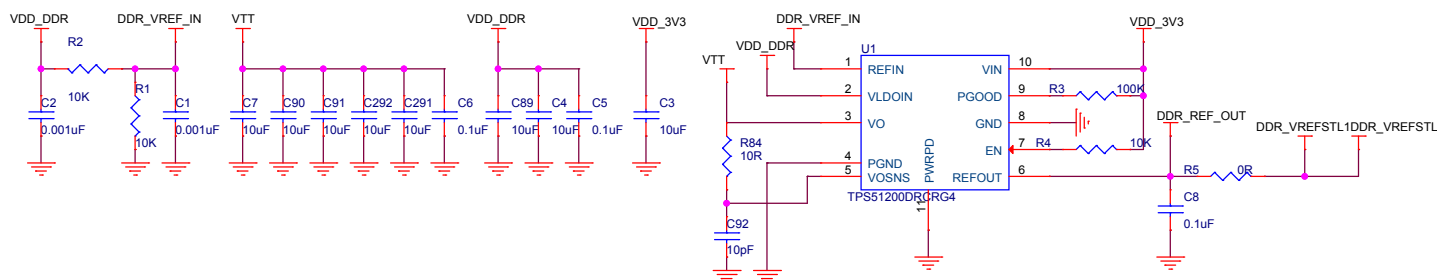 VDD_DDR
DDR_VREF_IN
VTT
VDD_DDR
VDD_3V3
R2
10K
R1
10K
C2
0.001uF
C1
0.001uF
C7
10uF
C90
10uF
C91
10uF
C292
10uF
C291
10uF
C6
0.1uF
C89
10uF
C4
10uF
C5
0.1uF
C3
10uF
DDR_VREF_IN
VDD_DDR
VTT
U1
1 REFIN
2 VLDOIN
3 VO
4 PGND
5 VOSNS
PWRPD
11
VIN 10
PGOOD 9
GND 8
EN 7
REFOUT 6
TPS51200DRCRG4
R84
10R
C92
10pF
VDD_3V3
R3 100K
R4 10K
DDR_REF_OUT
R5 0R
C8
0.1uF
DDR_VREFSTL1
DDR_VREFSTL